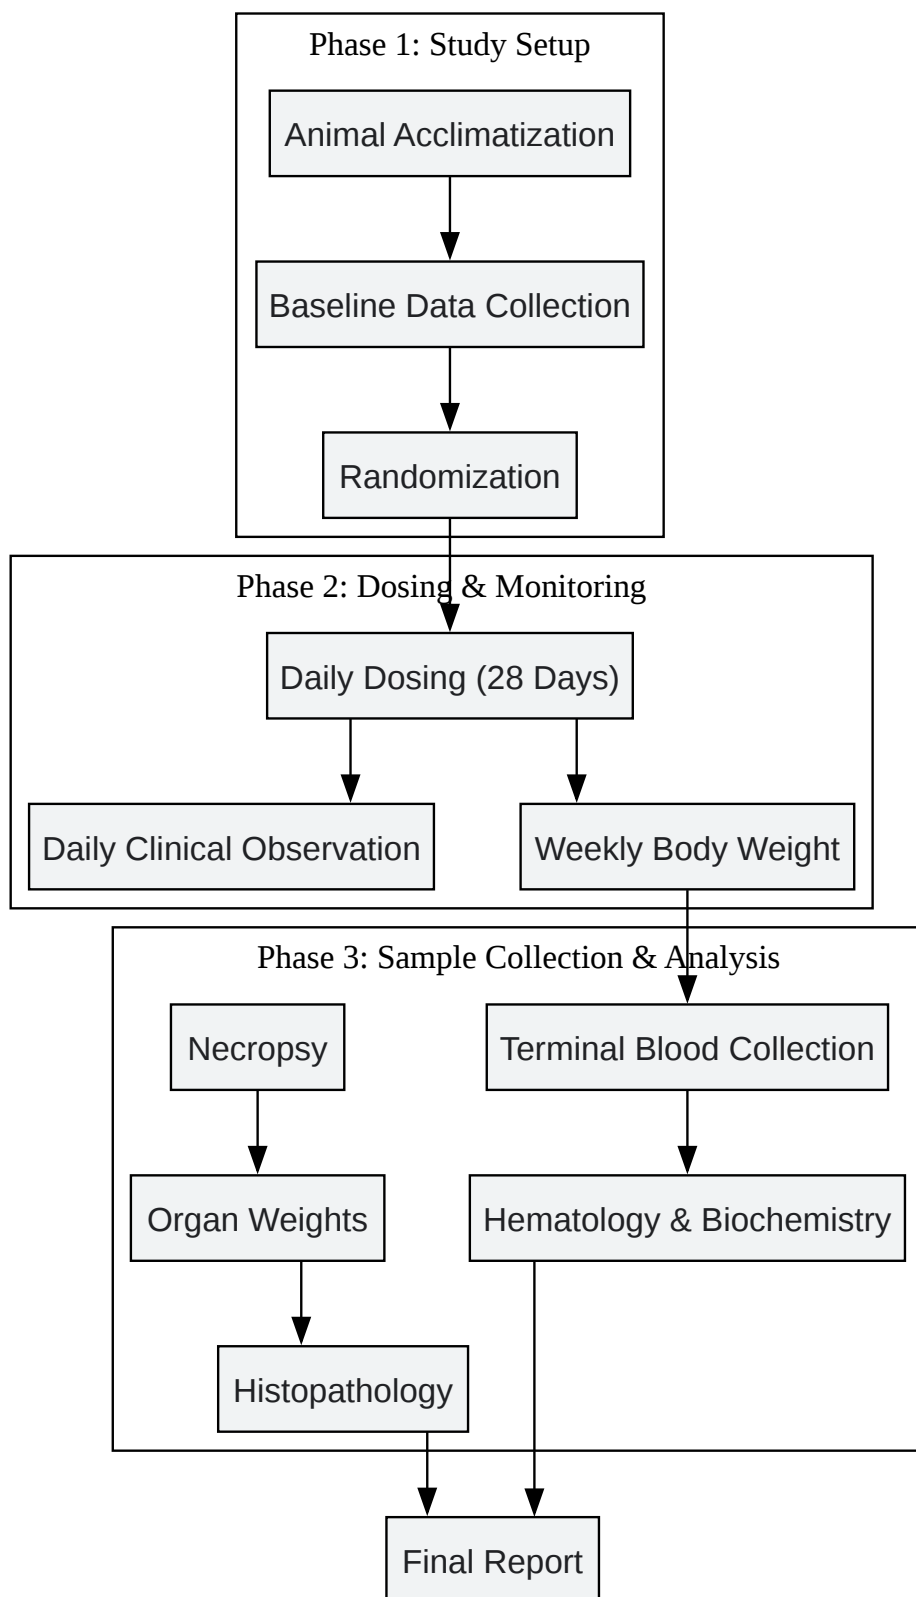 Phase 1: Study Setup
Animal Acclimatization
Baseline Data Collection
Randomization
Phase 2: Dosing & Monitoring
Daily Dosing (28 Days)
Daily Clinical Observation
Weekly Body Weight
Phase 3: Sample Collection & Analysis
Necropsy
Terminal Blood Collection
Organ Weights
Hematology & Biochemistry
Histopathology
Final Report